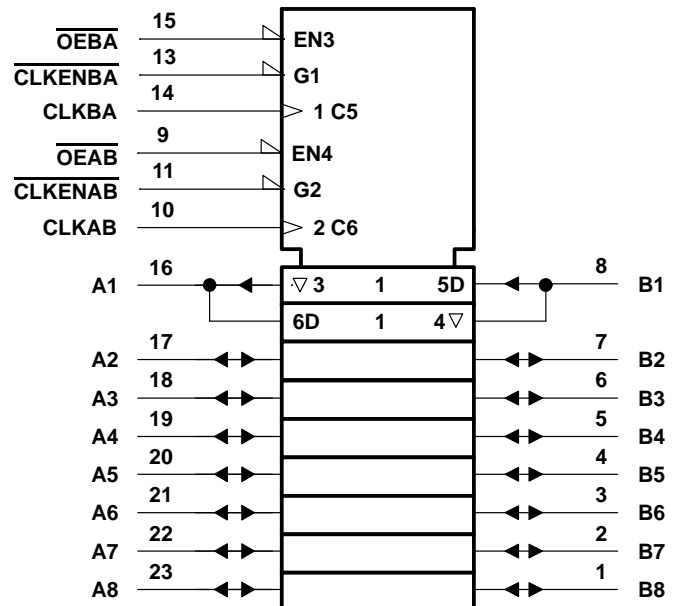 OEBA 15 EN3
CLKENBA 13 G1
CLKBA 14 1 C5
OEAB 9 EN4
CLKENAB 11 G2
CLKAB 10 2 C6
A1 16 ▽ 3 1 5D 8 B1
6D 1 4 ▽
A2 17 7 B2
A3 18 6 B3
A4 19 5 B4
A5 20 4 B5
A6 21 3 B6
A7 22 2 B7
A8 23 1 B8